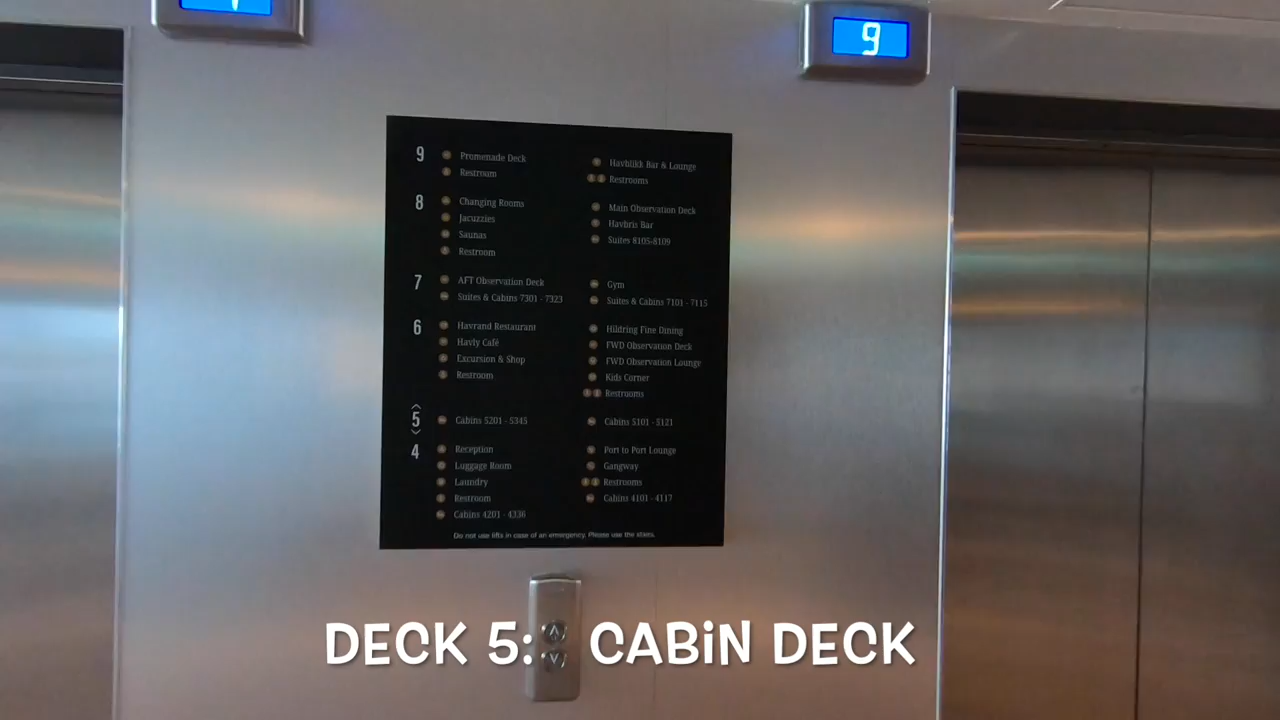 9
9 Promenade Deck
Restroom
Havblikk Bar & Lounge
Restrooms
8 Changing Rooms
Jacuzzies
Saunas
Restroom
Main Observation Deck
Havbris Bar
Suites 8105-8109
7 AFT Observation Deck
Suites & Cabins 7301 - 7323
Gym
Suites & Cabins 7101 - 7115
6 Havrand Restaurant
Havly Café
Excursion & Shop
Restroom
Hildring Fine Dining
FWD Observation Deck
FWD Observation Loungy
Kids Corner
Restrooms
5 Cabins 5201 - 5345
Cabins 5101 - 5121
4 Reception
Luggage Room
Laundry
Restroom
Cabins 4201 - 4336
Port to Port Lounge
Gangway
Restrooms
Cabins 4101 - 4117
Do not use lifts in case of an emergency. Please use the stairs.
DECK 5: CABiN DECK